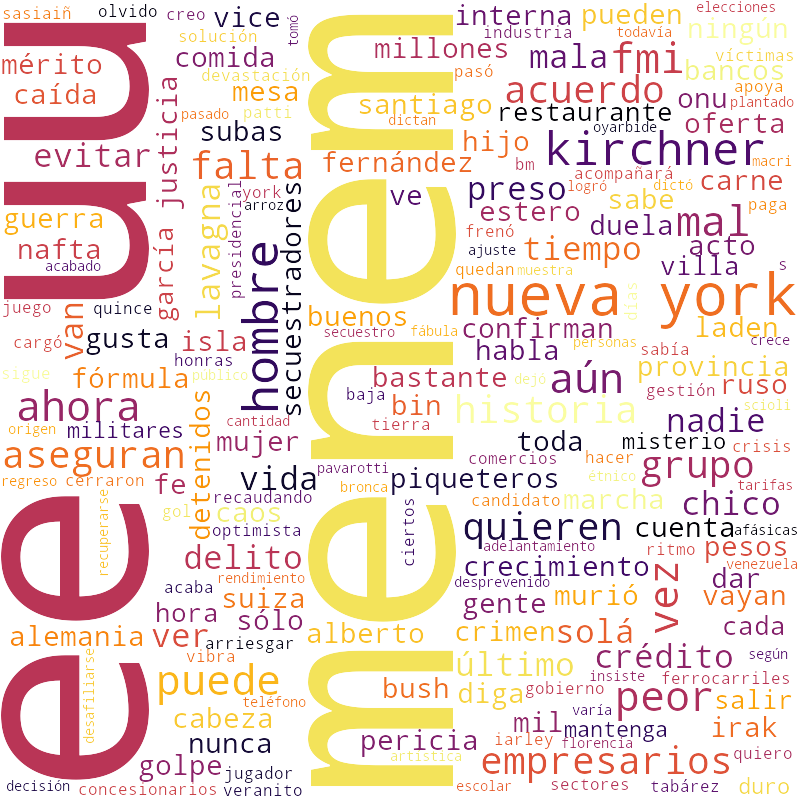 sasiaiñ
olvido
creo
vice
interna
pueden
elecciones
ningún
solución
tomó
industria
todavía
mérito
comida
millones
mala
fmi
víctimas
devastación
pasó
bancos
caída
mesa
santiago
acuerdo
onu
apoya
plantado
pasado
patti
dictan
restaurante
oferta
justicia
subas
hijo
oyarbide
evitar
falta
fernández
bm
kirchner
macri
acompañará
york
logró
dictó
carne
guerra
arroz
ve
preso
sabe
paga
lavagna
presidencial
secuestradores
estero
duela
mal
nafta
garcía
frenó
tiempo
acto
acabado
hombre
ajuste
villa
quedan
muestra
s
juego
quince
van
buenos
nueva york
días
gusta
isla
secuestro
fábula
confirman
personas
laden
cargó
honras
habla
sabía
crece
sigue
fórmula
publico
bastante
dejó
aún
provincia
baja
gestión
ruso
ahora
detenidos
cantidad
bin
historia
scioli
origen
militares
mujer
tierra
nadie
toda
misterio
crisis
aseguran
vida
pavarotti
comercios
hacer
regreso
cerraron
fe
bronca
piqueteros
candidato
étnico
grupo
tarifas
recaudando
chico
gol
caos
marcha
quieren
cuenta
afásicas
recuperarse
optimista
ciertos
adelantamiento
ritmo
pesos
delito
crecimiento
venezuela
acaba
rendimiento
desprevenido
vez
dar
hora
sólo
suiza
gente
murió
vayan
alemania
ver
arriesgar
alberto
crimen
solá
cada
vibra
último
crédito
según
desafiliarse
puede
bush
diga
gobierno
insiste
ferrocarriles
teléfono
peor
salir
cabeza
mil
varía
nunca
pericia
mantenga
irak
iarley
florencia
golpe
jugador
artística
empresarios
quiero
decisión
concesionarios
veranito
escolar
sectores
tabárez
duro
ee uu
menem